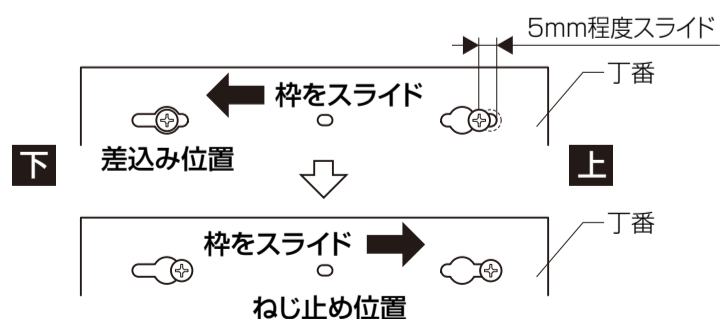 5mm程度スライド
丁番
枠をスライド
差込み位置
下
上
丁番
枠をスライド
ねじ止め位置